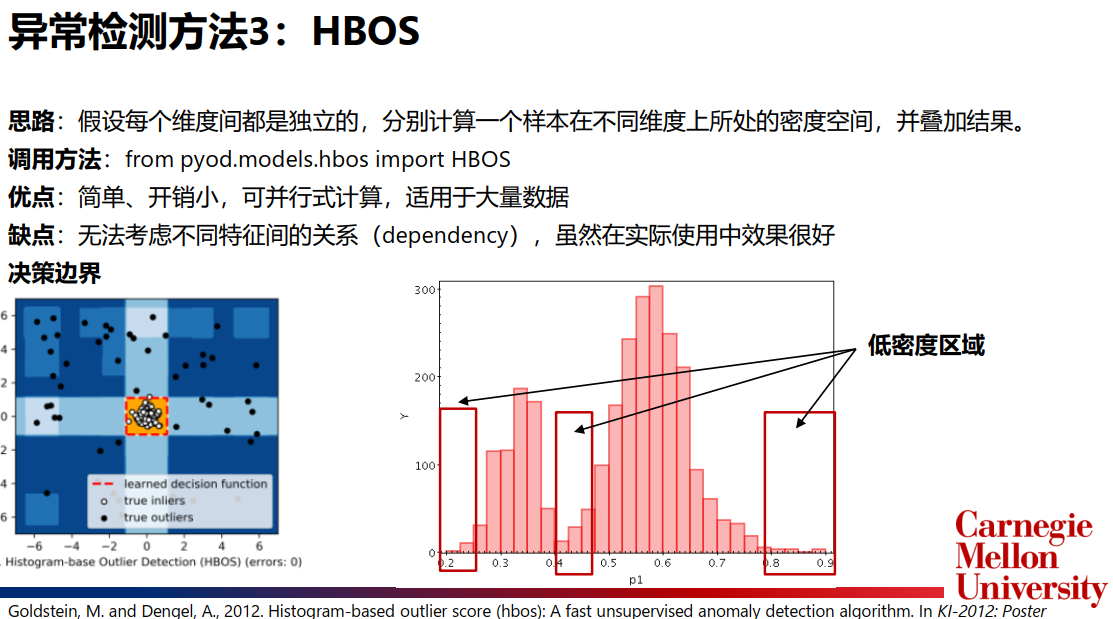 异常检测方法3：HBOS
思路：假设每个维度间都是独立的，分别计算一个样本在不同维度上所处的密度空间，并叠加结果。
调用方法：from pyod.models.hbos import HBOS
优点：简单、开销小，可并行式计算，适用于大量数据
缺点：无法考虑不同特征间的关系（dependency），虽然在实际使用中效果很好
决策边界
6
4
2
0
2
4
6
learned decision function
true inliers
true outliers
−6 −4 −2 0 2 4 6
. Histogram-base Outlier Detection (HBOS) (errors: 0)
300
200
100
0
Y
0.2 0.3 0.4 0.5 0.6 0.7 0.8 0.9
p1
低密度区域
Carnegie
Mellon
University
Goldstein, M. and Dengel, A., 2012. Histogram-based outlier score (hbos): A fast unsupervised anomaly detection algorithm. In KI-2012: Poster